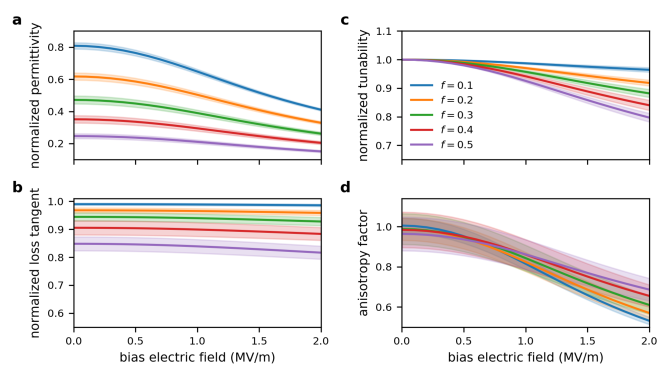 a
normalized permittivity
0.8
0.6
0.4
0.2
c
normalized tunability
1.1
1.0
0.9
0.8
0.7
f = 0.1
f = 0.2
f = 0.3
f = 0.4
f = 0.5
b
normalized loss tangent
1.0
0.9
0.8
0.7
0.6
0.0 0.5 1.0 1.5 2.0
bias electric field (MV/m)
d
anisotropy factor
1.0
0.8
0.6
0.0 0.5 1.0 1.5 2.0
bias electric field (MV/m)